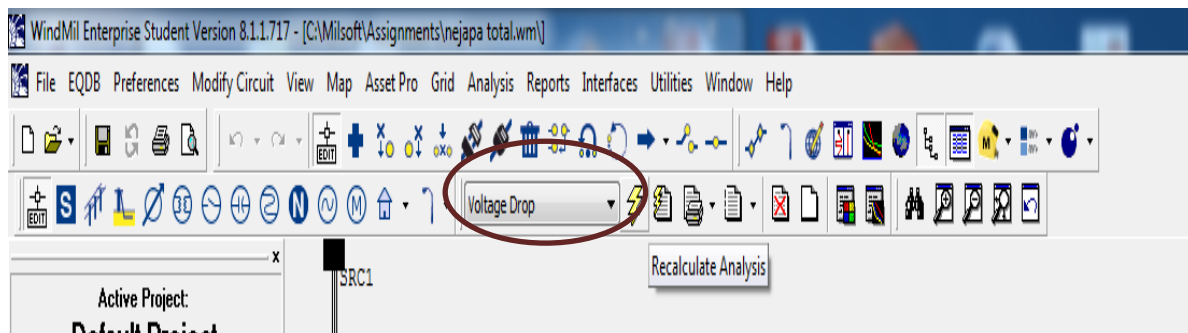 WindMil Enterprise Student Version 8.1.1.717 - [C:\Milsoft\Assignments\nejapa total.wm\]
File EQDB Preferences Modify Circuit View Map Asset Pro Grid Analysis Reports Interfaces Utilities Window Help
EDIT
M
EDIT S N M Voltage Drop
SRC1
Recalculate Analysis
x
Active Project:
Default Project